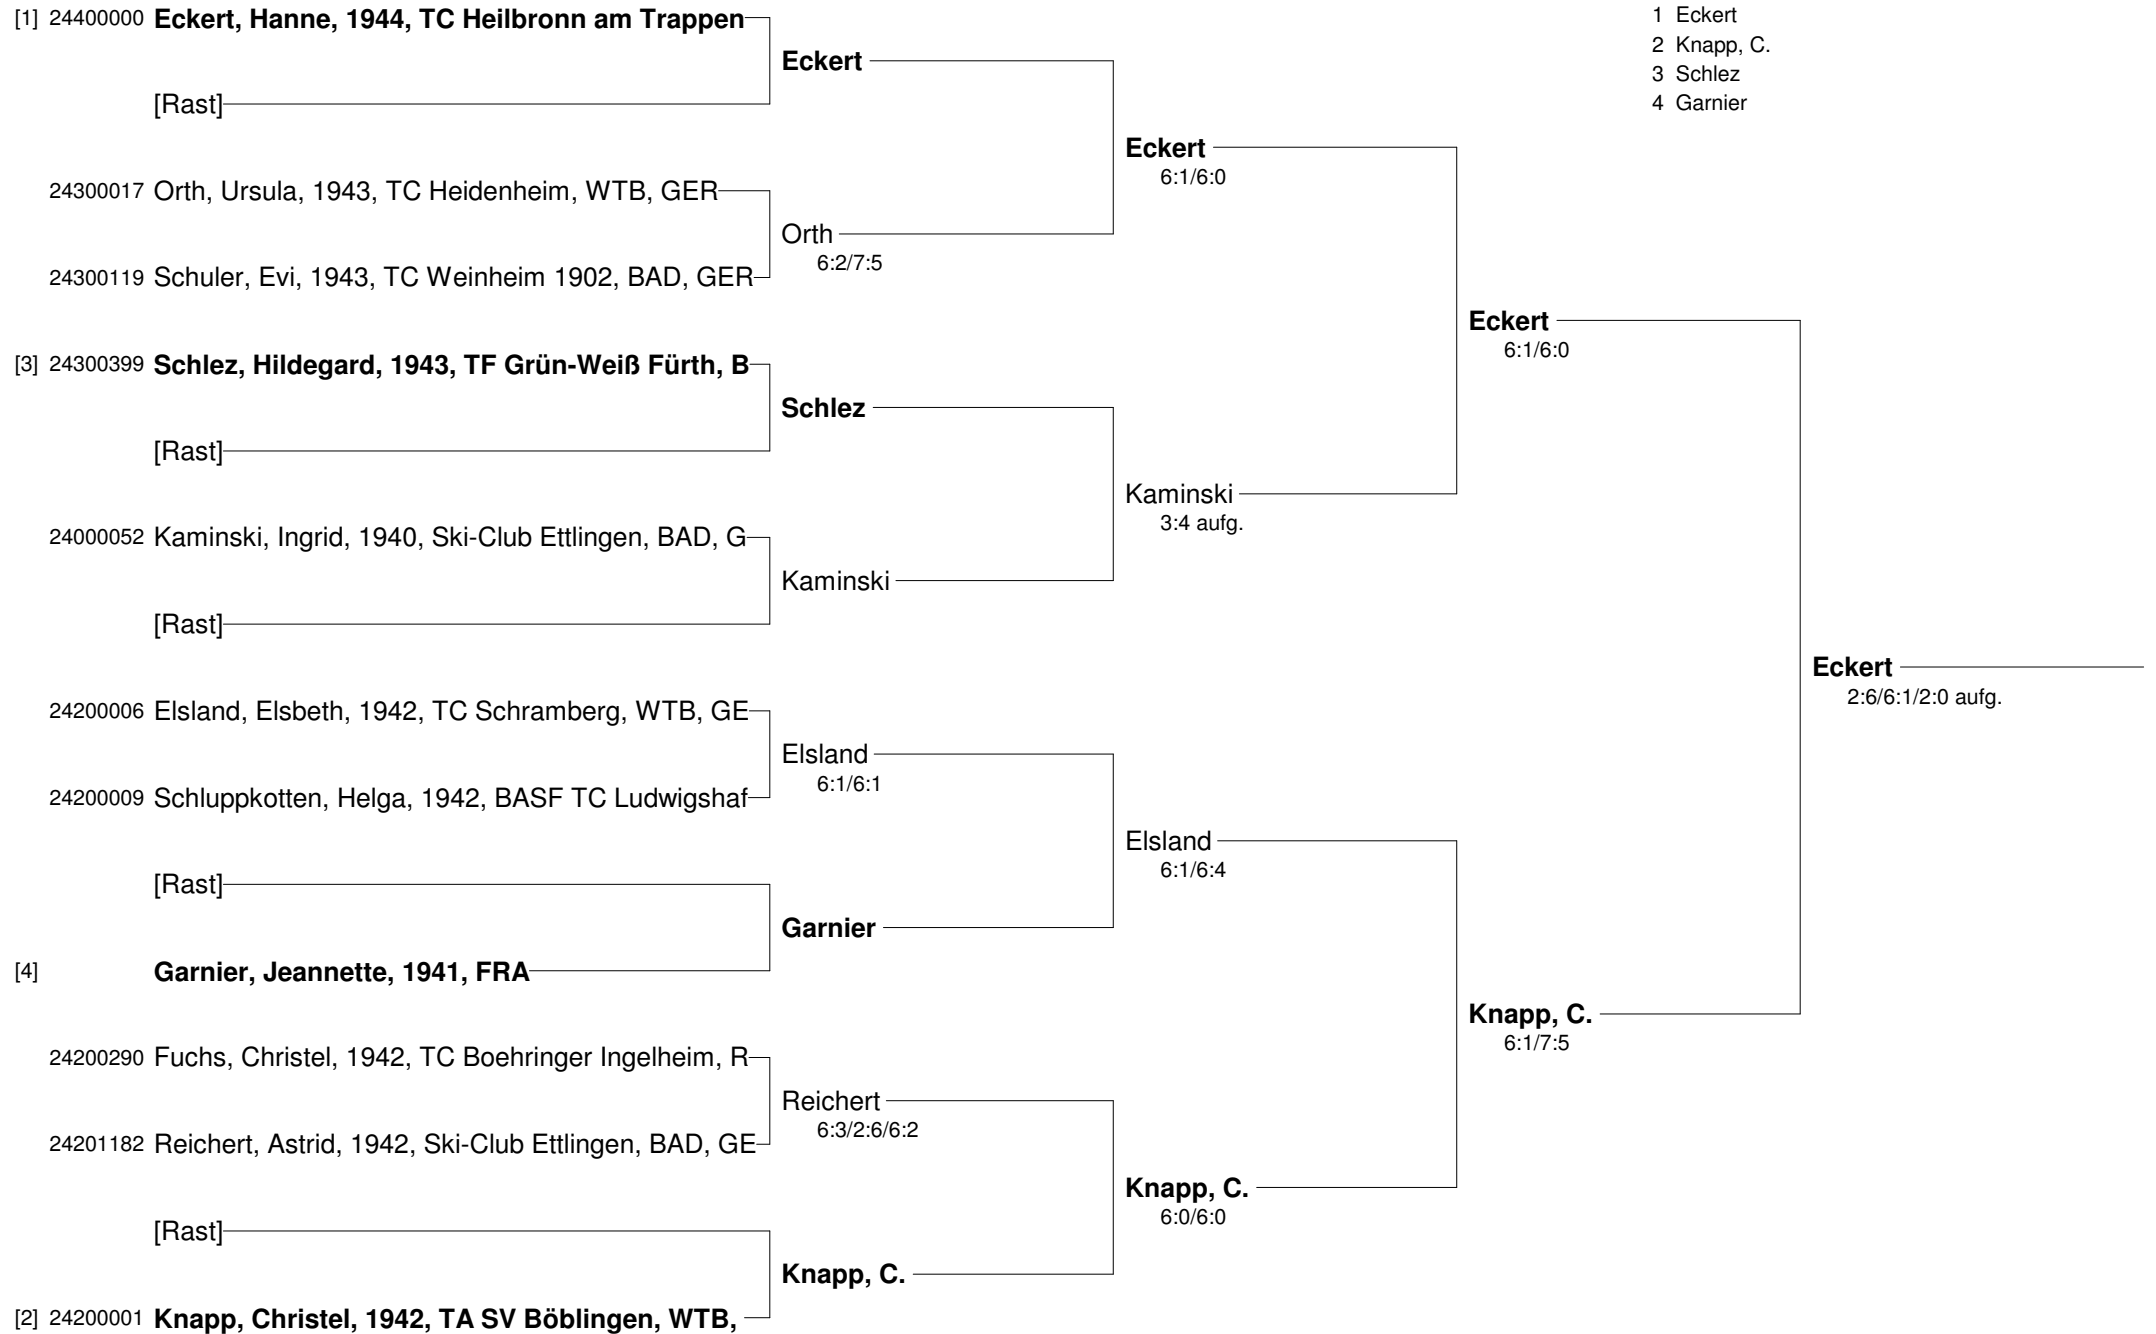 [1] 24400000 Eckert, Hanne, 1944, TC Heilbronn am Trappen
[Rast]
24300017 Orth, Ursula, 1943, TC Heidenheim, WTB, GER
24300119 Schuler, Evi, 1943, TC Weinheim 1902, BAD, GER
[3] 24300399 Schlez, Hildegard, 1943, TF Grün-Weiß Fürth, B
[Rast]
24000052 Kaminski, Ingrid, 1940, Ski-Club Ettlingen, BAD, G
[Rast]
24200006 Elsland, Elsbeth, 1942, TC Schramberg, WTB, GE
24200009 Schluppkotten, Helga, 1942, BASF TC Ludwigshaf
[Rast]
[4] Garnier, Jeannette, 1941, FRA
24200290 Fuchs, Christel, 1942, TC Boehringer Ingelheim, R
24201182 Reichert, Astrid, 1942, Ski-Club Ettlingen, BAD, GE
[Rast]
[2] 24200001 Knapp, Christel, 1942, TA SV Böblingen, WTB,
Eckert
Orth
6:2/7:5
Schlez
Kaminski
Elsland
6:1/6:1
Garnier
Reichert
6:3/2:6/6:2
Knapp, C.
Eckert
6:1/6:0
Kaminski
3:4 aufg.
Elsland
6:1/6:4
Knapp, C.
6:0/6:0
Eckert
6:1/6:0
Knapp, C.
6:1/7:5
Eckert
2:6/6:1/2:0 aufg.
1 Eckert
2 Knapp, C.
3 Schlez
4 Garnier